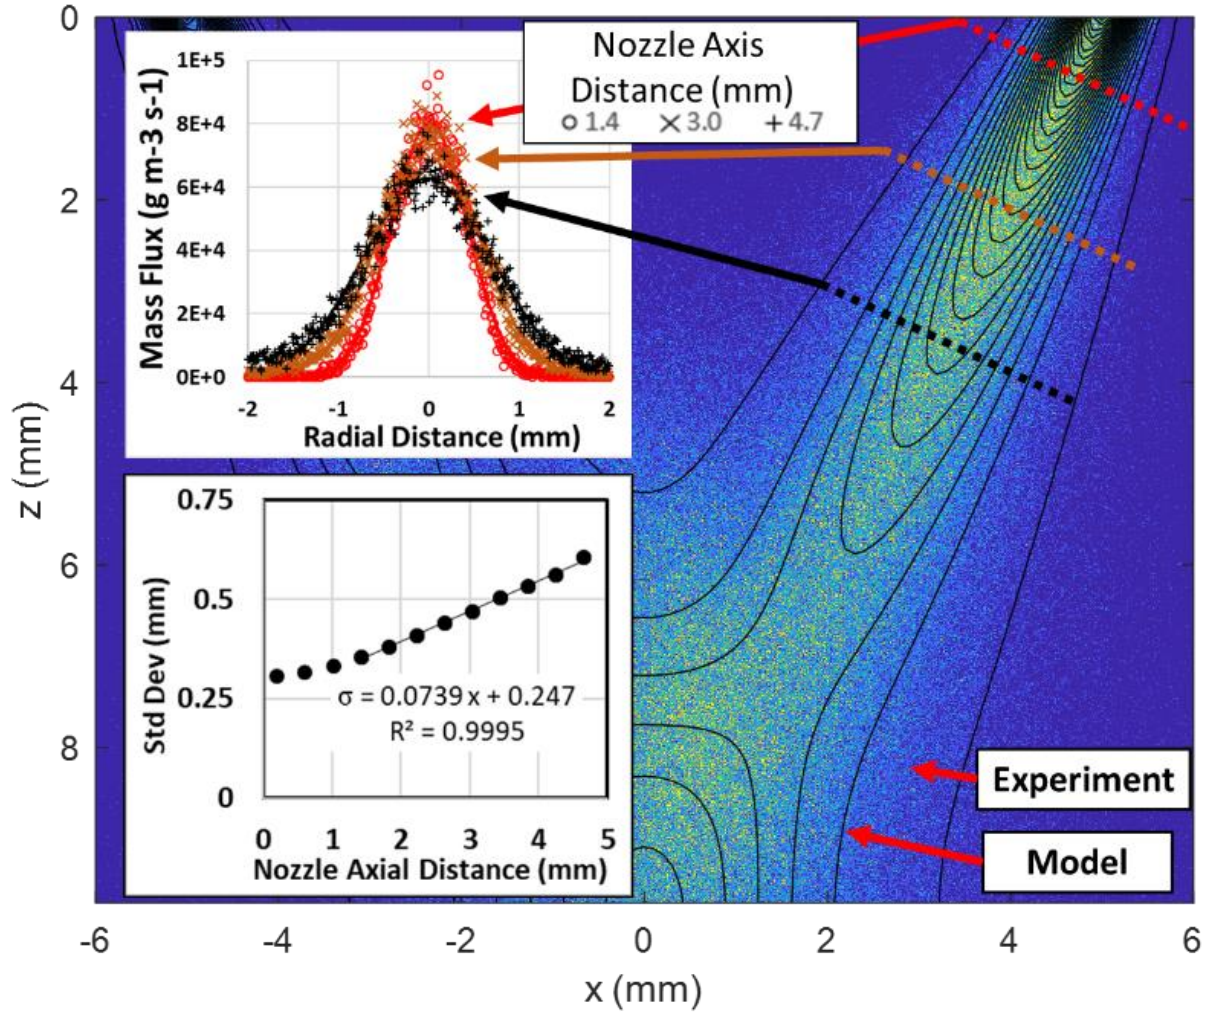 0
2
4
6
8
z (mm)
-6
-4
-2
0
2
4
6
x (mm)
Nozzle Axis
Distance (mm)
○ 1.4 × 3.0 + 4.7
1E+5
8E+4
6E+4
4E+4
2E+4
0E+0
Mass Flux (g m-3 s-1)
-2 -1 0 1 2
Radial Distance (mm)
0.75
0.5
0.25
0
Std Dev (mm)
σ = 0.0739 x + 0.247
R² = 0.9995
0 1 2 3 4 5
Nozzle Axial Distance (mm)
Experiment
Model